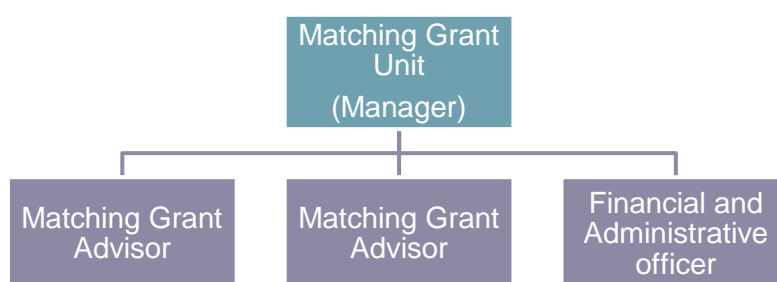 Matching Grant
Unit
(Manager)
Matching Grant
Advisor
Matching Grant
Advisor
Financial and
Administrative
officer